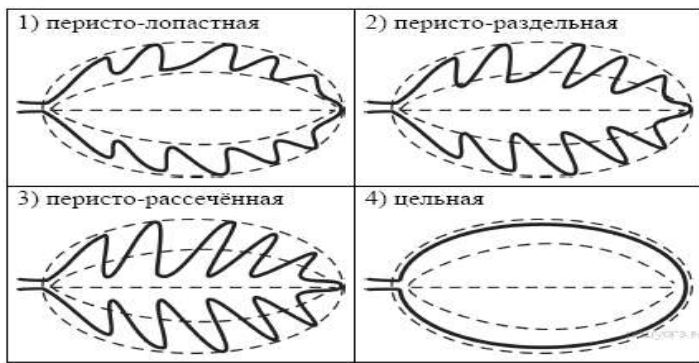 1) перисто-лопастная
2) перисто-раздельная
3) перисто-рассечённая
4) цельная